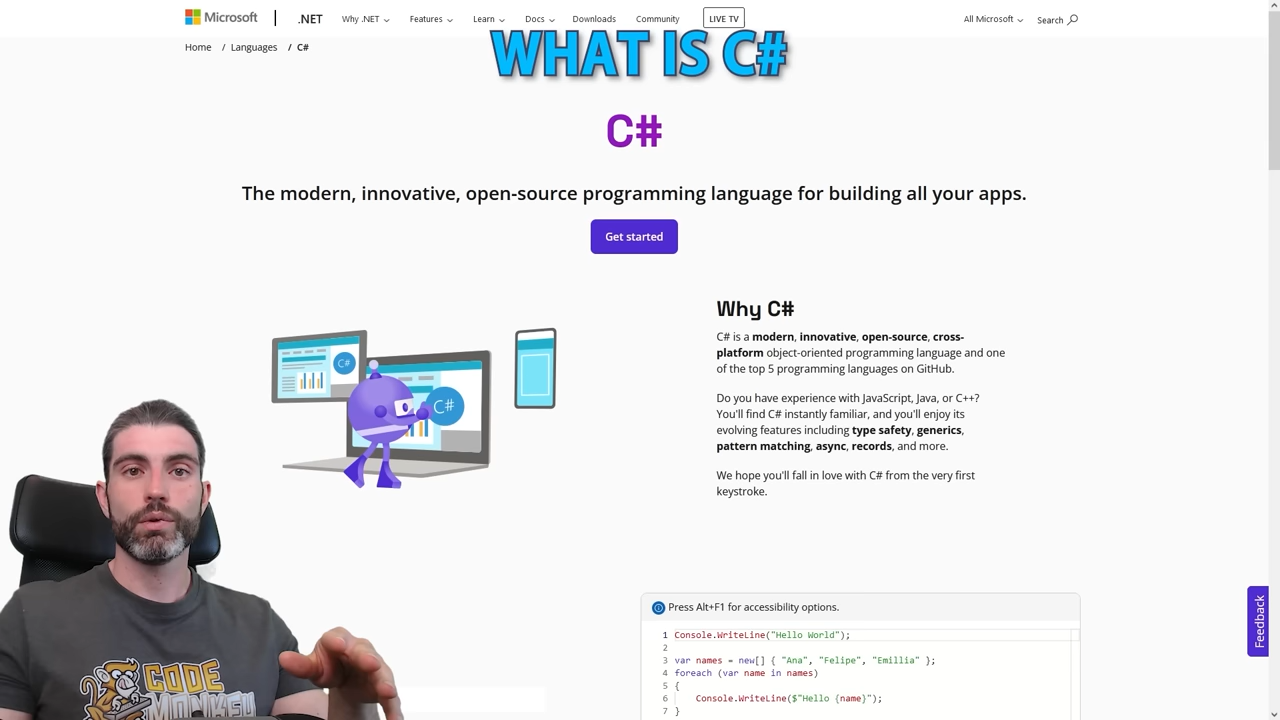 Microsoft
.NET
Why .NET
Features
Learn
Docs
Downloads
Community
LIVE TV
All Microsoft
Search
Home / Languages / C#
WHAT IS C#
C#
The modern, innovative, open-source programming language for building all your apps.
Get started
C#
C#
Why C#
C# is a modern, innovative, open-source, cross-
platform object-oriented programming language and one
of the top 5 programming languages on GitHub.
Do you have experience with JavaScript, Java, or C++?
You'll find C# instantly familiar, and you'll enjoy its
evolving features including type safety, generics,
pattern matching, async, records, and more.
We hope you'll fall in love with C# from the very first
keystroke.
Feedback
Press Alt+F1 for accessibility options.
1 Console.WriteLine("Hello World");
2
3 var names = new[] { "Ana", "Felipe", "Emillia" };
4 foreach (var name in names)
5 {
6 Console.WriteLine($"Hello {name}");
7 }
CODE
MONKEY